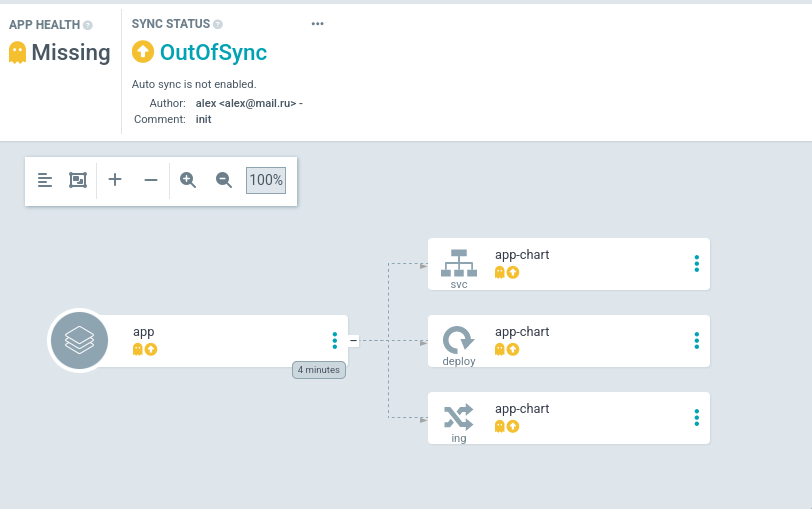 APP HEALTH
Missing
SYNC STATUS
OutOfSync
Auto sync is not enabled.
Author: alex <alex@mail.ru> -
Comment: init
100%
app
4 minutes
app-chart
svc
app-chart
deploy
app-chart
ing